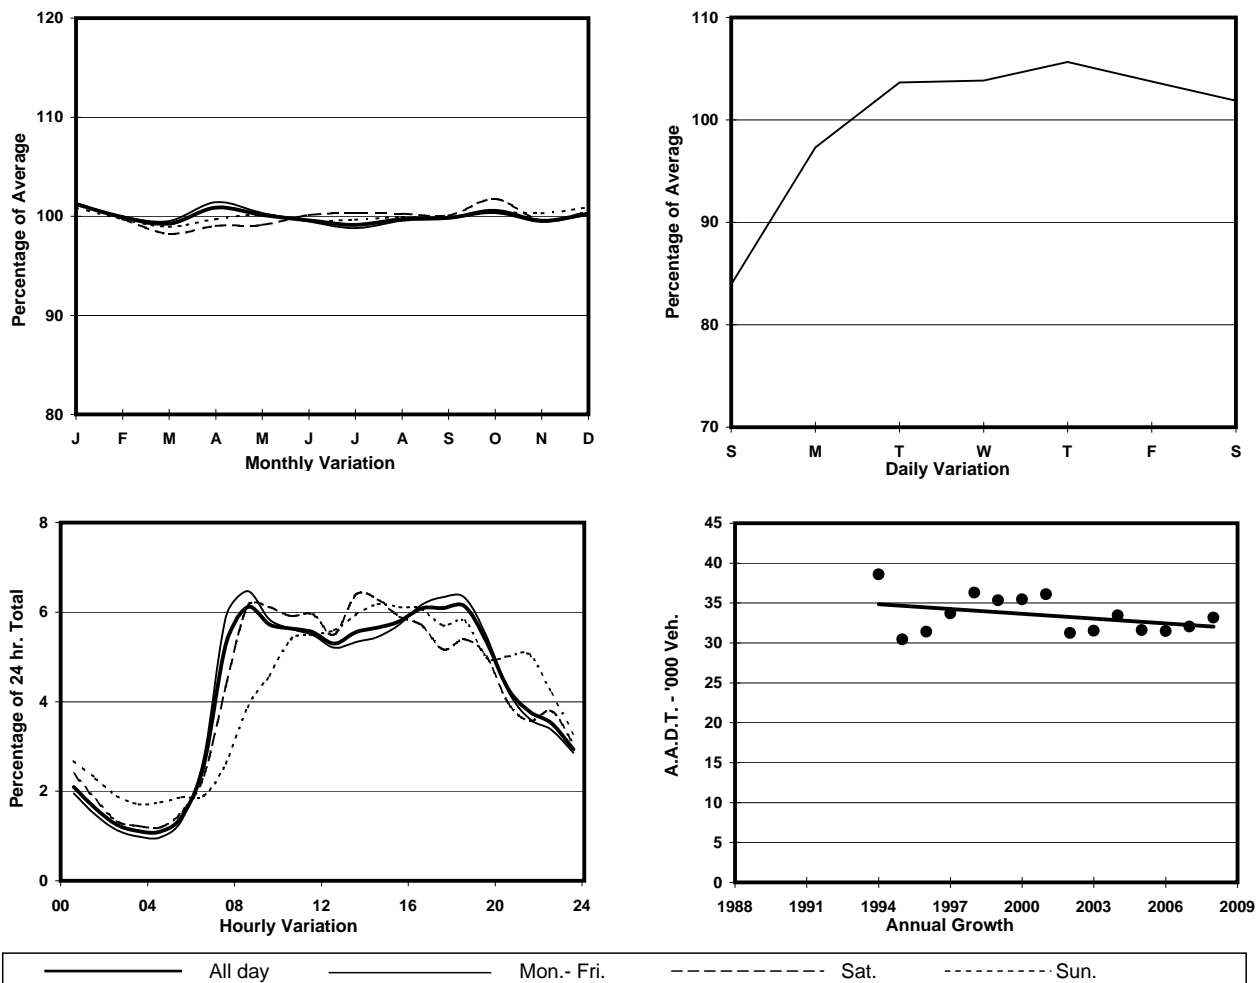 120
110
100
90
80
Percentage of Average
J F M A M J J A S O N D
Monthly Variation
110
100
90
80
70
Percentage of Average
S M T W T F S
Daily Variation
8
6
4
2
0
Percentage of 24 hr. Total
00 04 08 12 16 20 24
Hourly Variation
45
40
35
30
25
20
15
10
5
0
A.A.D.T. - '000 Veh.
1988 1991 1994 1997 2000 2003 2006 2009
Annual Growth
All day Mon.- Fri. Sat. Sun.